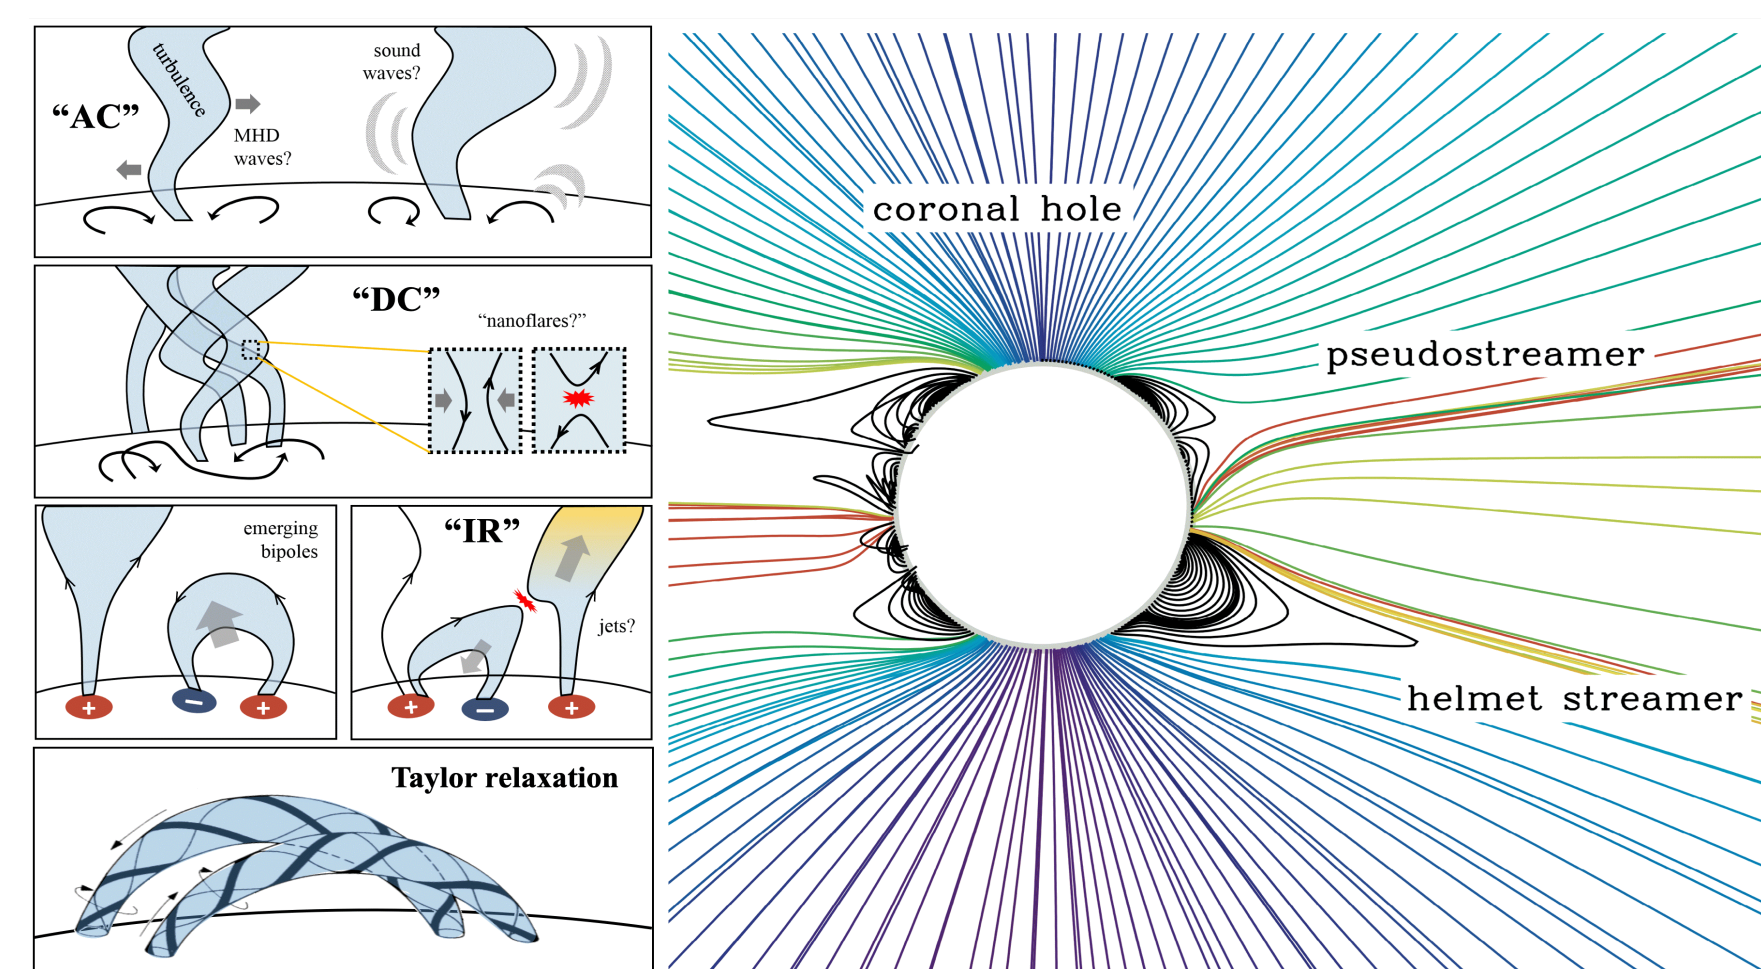 “AC”
turbulence
MHD
waves?
sound
waves?
“DC”
“nanoflares?”
emerging
bipoles
+
−
+
“IR”
jets?
+
−
+
Taylor relaxation
coronal hole
pseudostreamer
helmet streamer